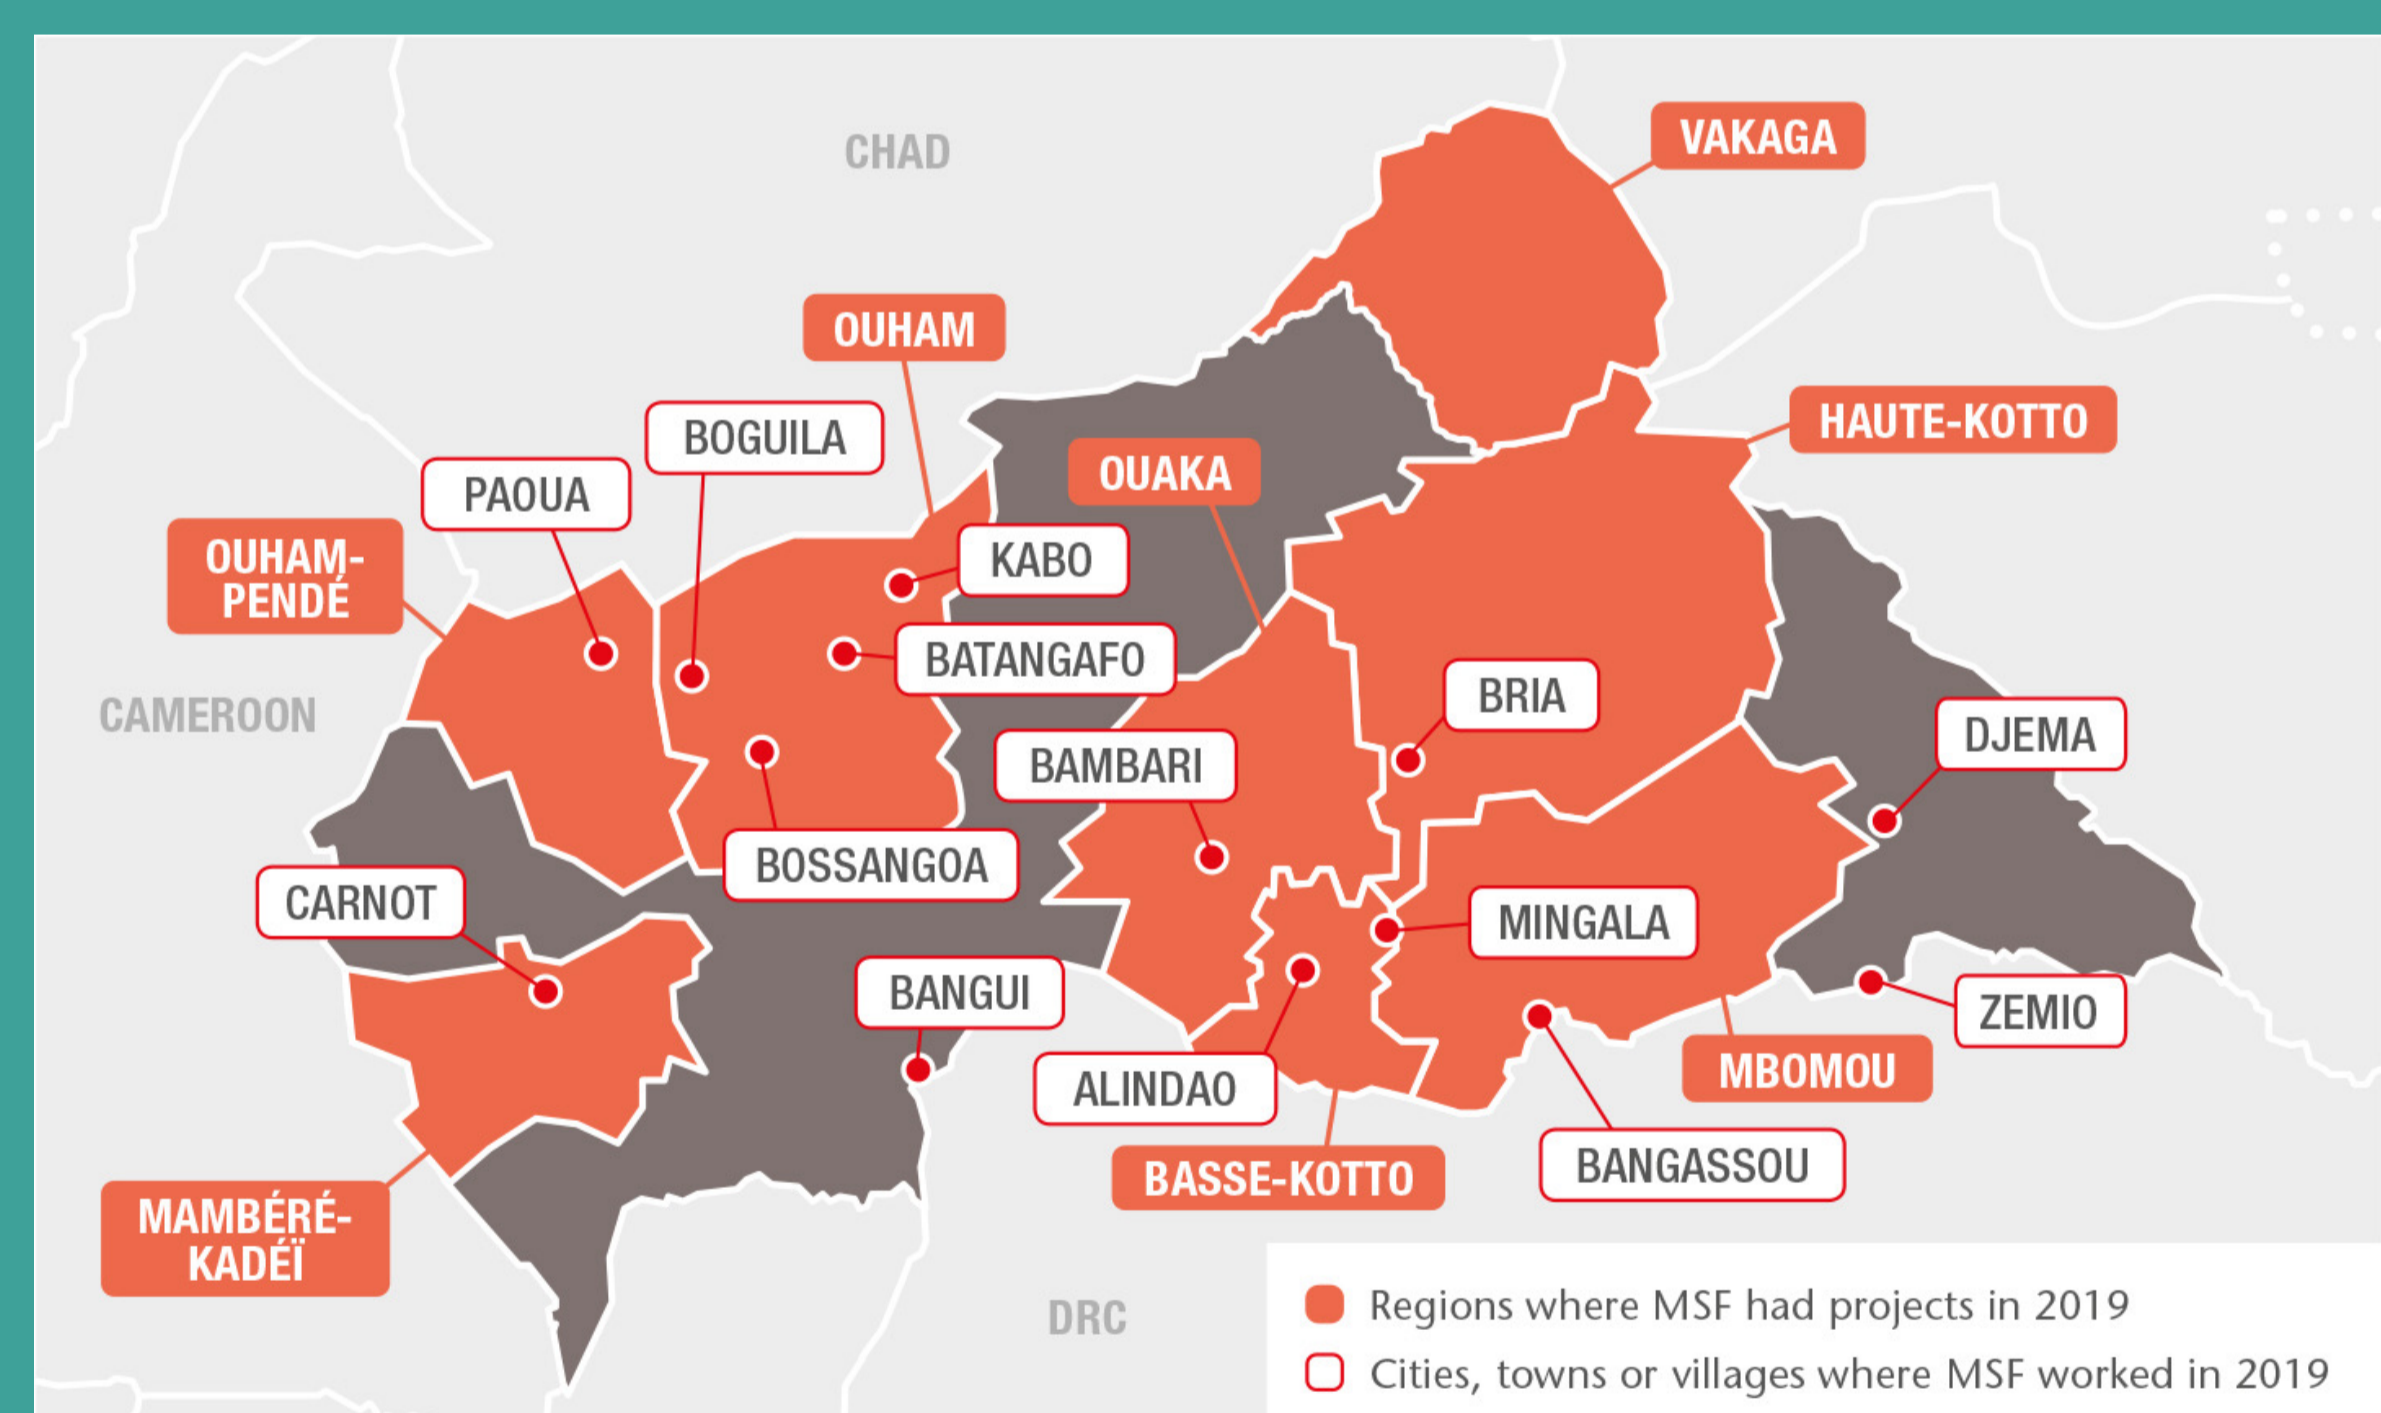 CHAD
VAKAGA
OUHAM
HAUTE-KOTTO
BOGUILA
OUAKA
PAOUA
OUHAM-
PENDÉ
KABO
BATANGAFO
BRIA
CAMEROON
DJEMA
BAMBARI
BOSSANGOA
CARNOT
MINGALA
BANGUI
ZEMIO
ALINDAO
MBOMOU
BANGASSOU
BASSE-KOTTO
MAMBÉRÉ-
KADÉÏ
DRC
Regions where MSF had projects in 2019
Cities, towns or villages where MSF worked in 2019